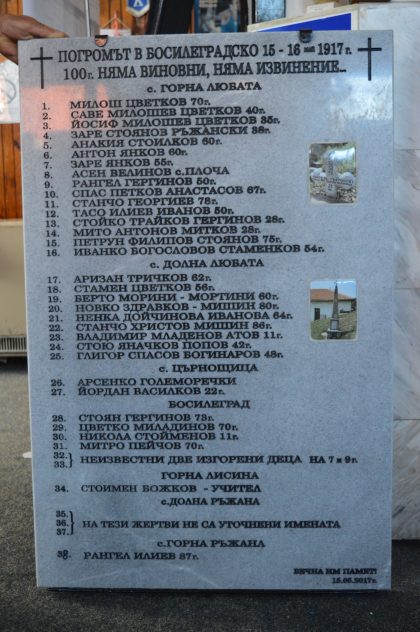 ПОГРОМЪТ В БОСИЛЕГРАДСКО 15 - 16 май 1917 г.
100 г. НЯМА ВИНОВНИ, НЯМА ИЗВИНЕНИЕ...
с. ГОРНА ЛЮБАТА
1. МИЛОШ ЦВЕТКОВ 70г.
2. САВЕ МИЛОШЕВ ЦВЕТКОВ 40г.
3. ЙОСИФ МИЛОШЕВ ЦВЕТКОВ 35г.
4. ЗАРЕ СТОЯНОВ РЪЖАНСКИ 38г.
5. АНАКИЯ СТОИЛКОВ 60г.
6. АНТОН ЯНКОВ 60г.
7. ЗАРЕ ЯНКОВ 55г.
8. АСЕН ВЕЛИНОВ с.ПЛОЧА
9. РАНГЕЛ ГЕРГИНОВ 50г.
10. СПАС ПЕТКОВ АНАСТАСОВ 67г.
11. СТАНЧО ГЕОРГИЕВ 78г.
12. ТАСО ИЛИЕВ ИВАНОВ 50г.
13. СТОЙКО ТРАЙКОВ ГЕРГИНОВ 28г.
14. МИТО АНТОНОВ МИТКОВ 28г.
15. ПЕТРУН ФИЛИПОВ СТОЯНОВ 75г.
16. ИВАНКО БОГОСЛОВОВ СТАМЕНКОВ 54г.
с. ДОЛНА ЛЮБАТА
17. АРИЗАН ТРИЧКОВ 62г.
18. СТАМЕН ЦВЕТКОВ 56г.
19. БЕРТО МОРИНИ - МОРТИНИ 60г.
20. НОВКО ЗДРАВКОВ - МИШИН 80г.
21. НЕНКА ДОЙЧИНОВА ИВАНОВА 64г.
22. СТАНЧО ХРИСТОВ МИШИН 86г.
23. ВЛАДИМИР МЛАДЕНОВ АТОВ 11г.
24. СТОЮ ЯНАЧКОВ ПОПОВ 42г.
25. ГЛИГОР СПАСОВ БОГИНАРОВ 48г.
с. ЦЪРНОЩИЦА
26. АРСЕНКО ГОЛЕМОРЕЧКИ
27. ЙОРДАН ВАСИЛКОВ 22г.
БОСИЛЕГРАД
28. СТОЯН ГЕРГИНОВ 73г.
29. ЦВЕТКО МИЛАДИНОВ 70г.
30. НИКОЛА СТОЙМЕНОВ 11г.
31. МИТРО ПЕЙЧОВ 70г.
32.
33. } НЕИЗВЕСТНИ ДВЕ ИЗГОРЕНИ ДЕЦА НА 7 и 9г.
ГОРНА ЛИСИНА
34. СТОИМЕН БОЖКОВ - УЧИТЕЛ
с.ДОЛНА РЪЖАНА
35.
36. } НА ТЕЗИ ЖЕРТВИ НЕ СА УТОЧНЕНИ ИМЕНАТА
37.
с.ГОРНА РЪЖАНА
38. РАНГЕЛ ИЛИЕВ 87г.
ВЕЧНА ИМ ПАМЕТ!
15.05.2017г.